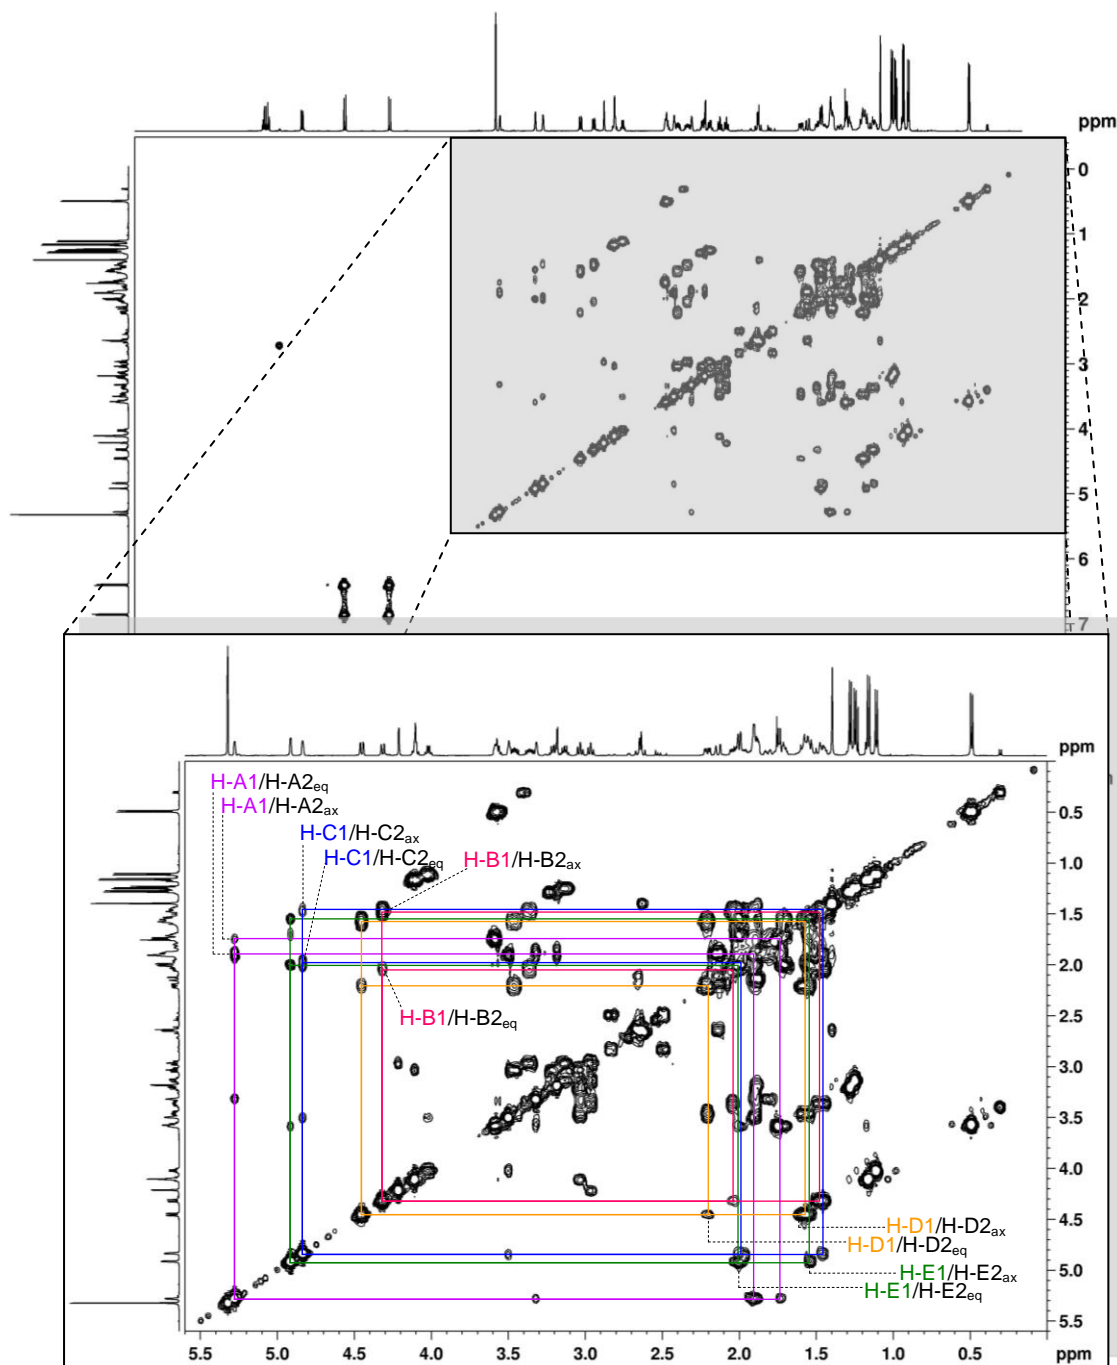 ppm
0
1
2
3
4
5
6
7
ppm
H-A1/H-A2eq
H-A1/H-A2ax
H-C1/H-C2ax
H-C1/H-C2eq
H-B1/H-B2ax
0.5
1.0
1.5
2.0
H-B1/H-B2eq
2.5
3.0
3.5
4.0
H-D1/H-D2ax
4.5
H-D1/H-D2eq
H-E1/H-E2ax
5.0
H-E1/H-E2eq
5.5
5.5 5.0 4.5 4.0 3.5 3.0 2.5 2.0 1.5 1.0 0.5 ppm